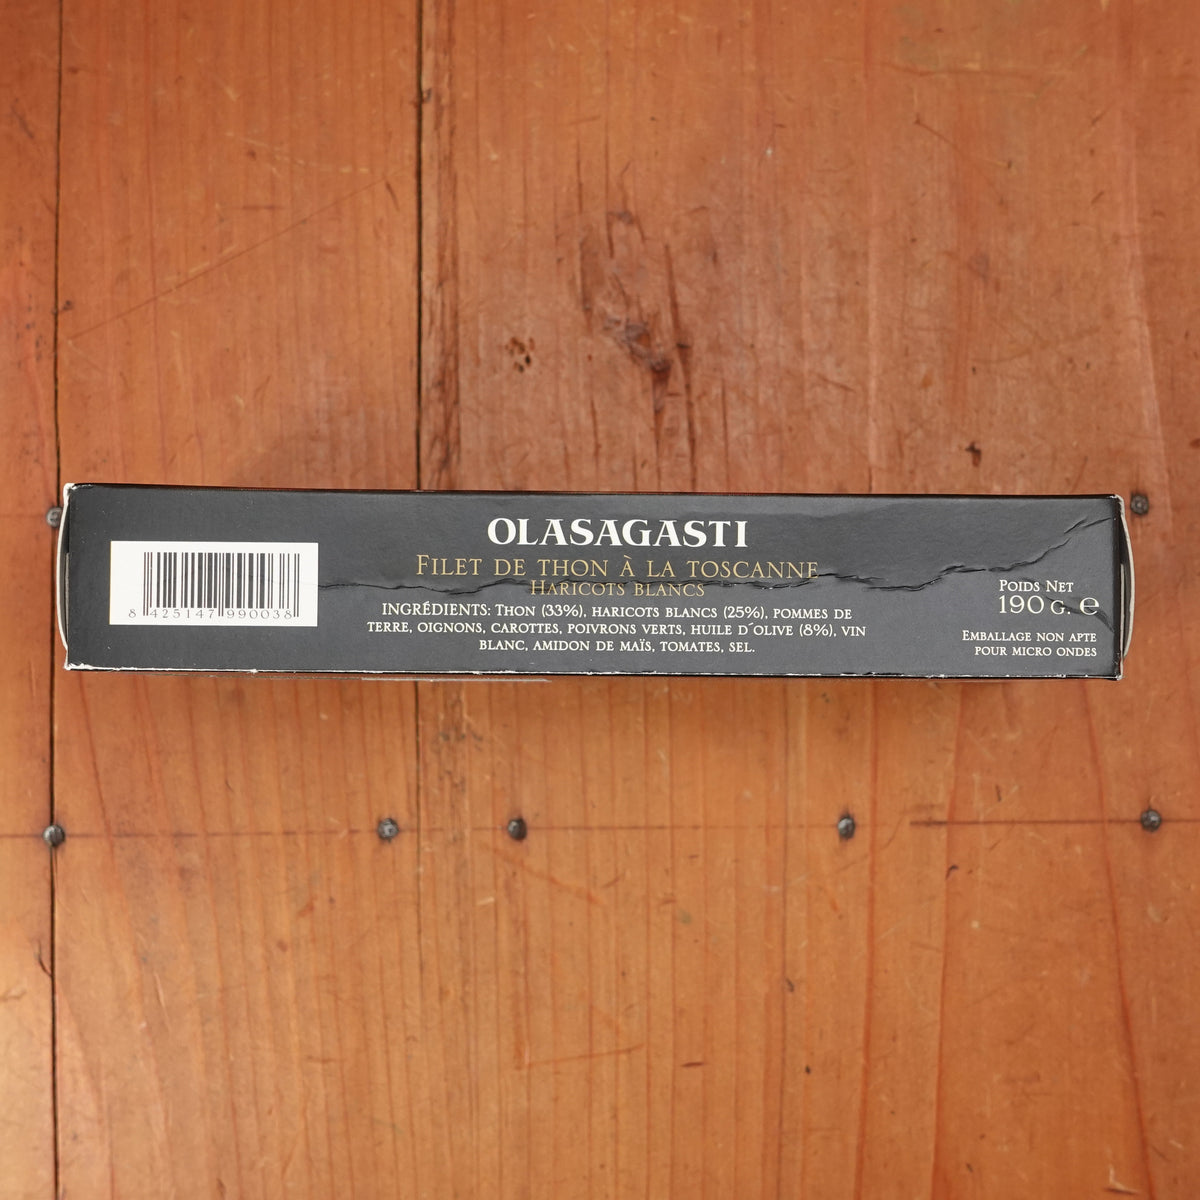 OLASAGASTI
FILET DE THON À LA TOSCANNE
HARICOTS BLANCS
INGRÉDIENTS: THON (33%), HARICOTS BLANCS (25%), POMMES DE
TERRE, OIGNONS, CAROTTES, POIVRONS VERTS, HUILE D´OLIVE (8%), VIN
BLANC, AMIDON DE MAÏS, TOMATES, SEL.
8 425147 990038
POIDS NET
190 G. e
EMBALLAGE NON APTE
POUR MICRO ONDES